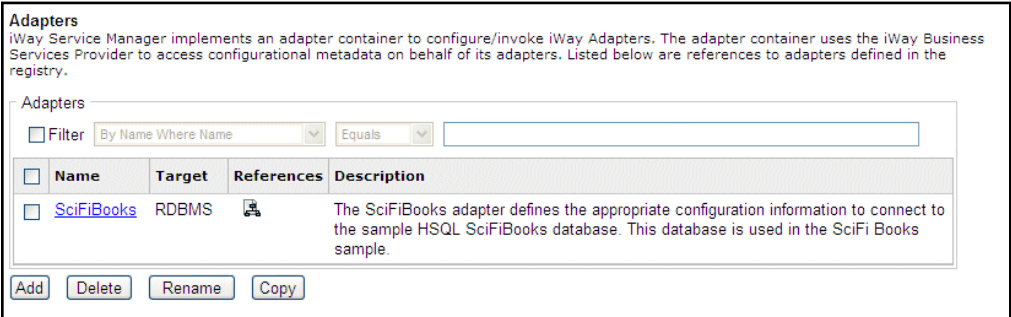 Adapters
iWay Service Manager implements an adapter container to configure/invoke iWay Adapters. The adapter container uses the iWay Business
Services Provider to access configurational metadata on behalf of its adapters. Listed below are references to adapters defined in the
registry.
Adapters
Filter By Name Where Name Equals
Name Target References Description
SciFiBooks RDBMS The SciFiBooks adapter defines the appropriate configuration information to connect to
the sample HSQL SciFiBooks database. This database is used in the SciFi Books
sample.
Add Delete Rename Copy